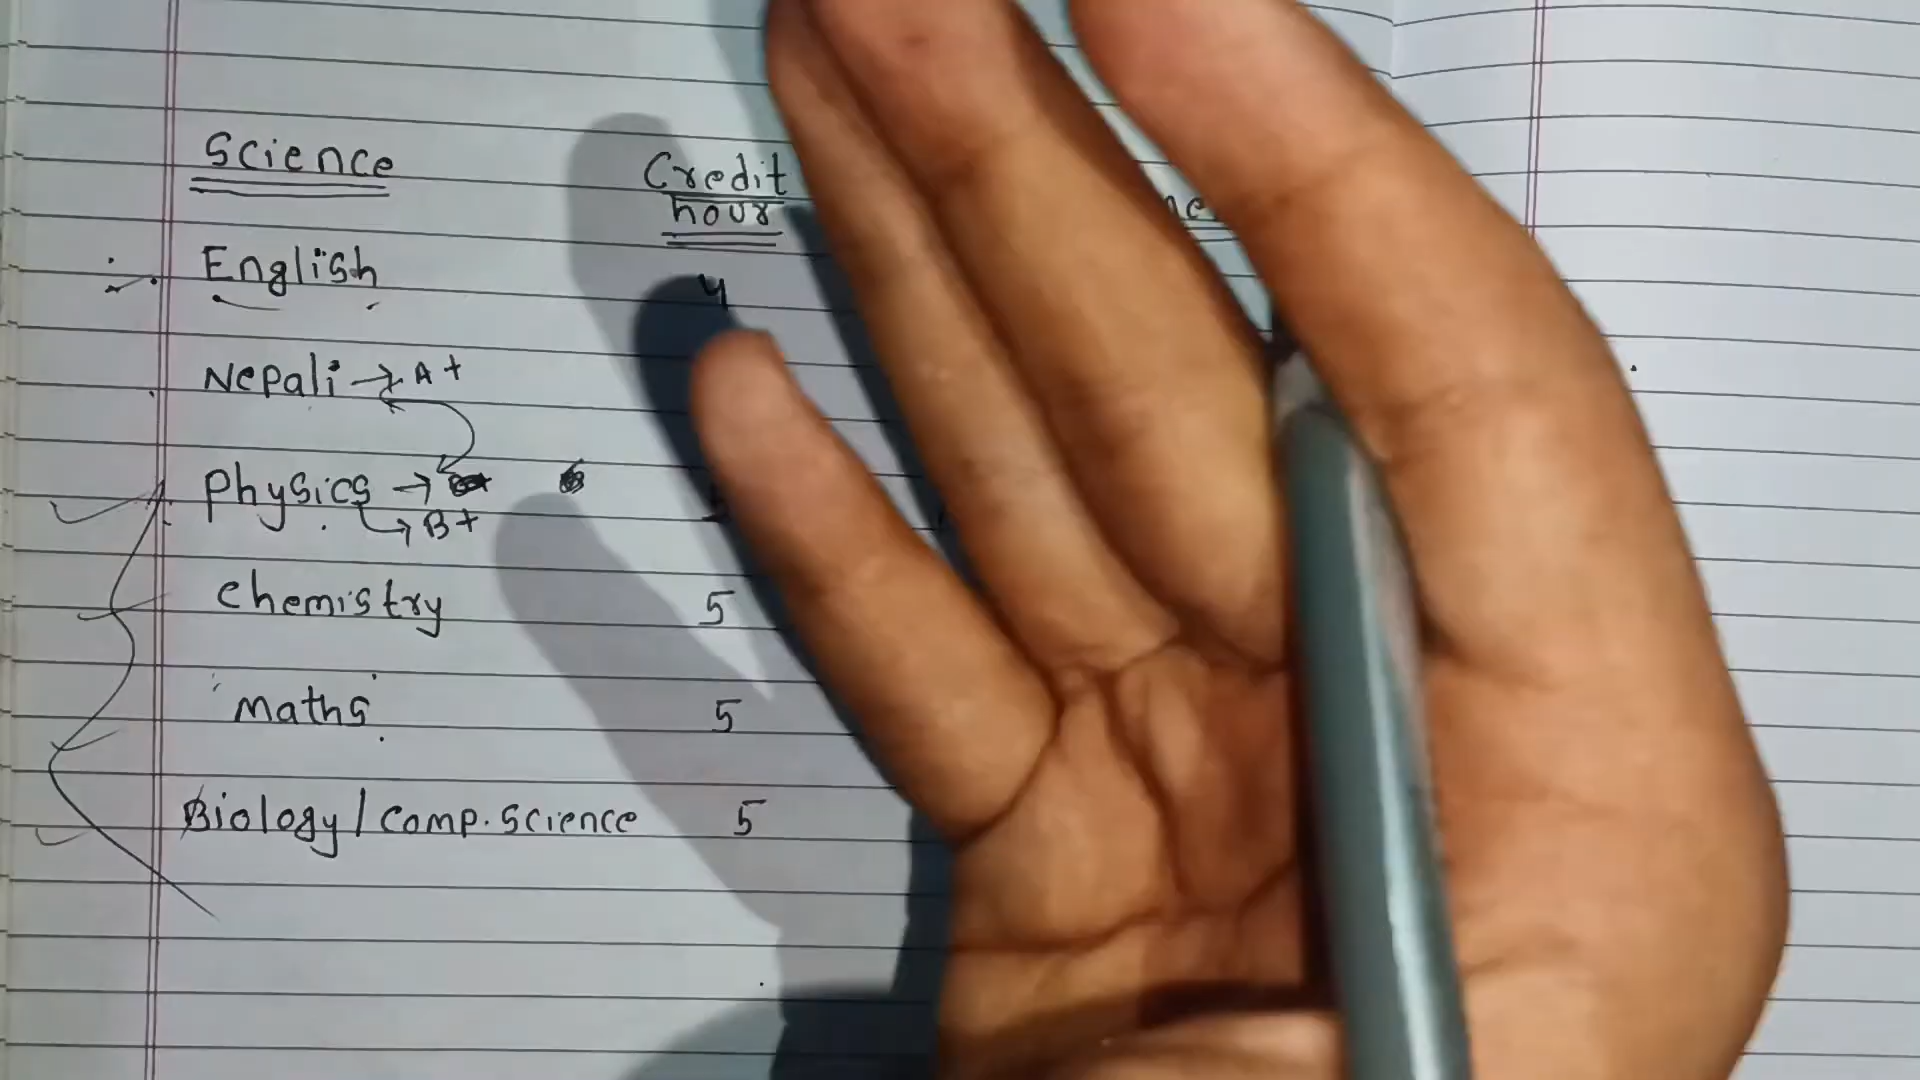 Science Credit
hour
English 4
Nepali → A+
Physics →
→ B+
Chemistry 5
Maths 5
Biology / Comp. Science 5